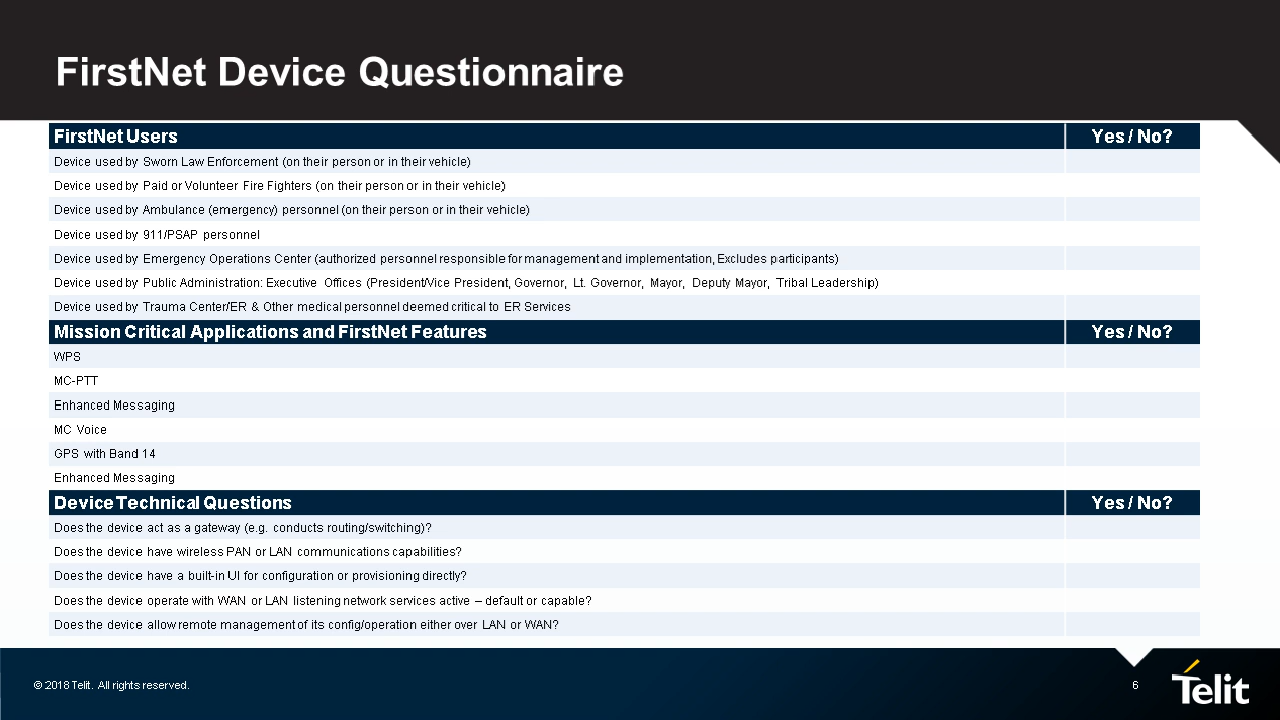 FirstNet Device Questionnaire
FirstNet Users Yes / No?
Device used by Sworn Law Enforcement (on their person or in their vehicle)
Device used by Paid or Volunteer Fire Fighters (on their person or in their vehicle)
Device used by Ambulance (emergency) personnel (on their person or in their vehicle)
Device used by 911/PSAP personnel
Device used by Emergency Operations Center (authorized personnel responsible for management and implementation, Excludes participants)
Device used by Public Administration: Executive Offices (President/Vice President, Governor, Lt. Governor, Mayor, Deputy Mayor, Tribal Leadership)
Device used by Trauma Center/ER & Other medical personnel deemed critical to ER Services
Mission Critical Applications and FirstNet Features Yes / No?
WPS
MC-PTT
Enhanced Messaging
MC Voice
GPS with Band 14
Enhanced Messaging
Device Technical Questions Yes / No?
Does the device act as a gateway (e.g. conducts routing/switching)?
Does the device have wireless PAN or LAN communications capabilities?
Does the device have a built-in UI for configuration or provisioning directly?
Does the device operate with WAN or LAN listening network services active – default or capable?
Does the device allow remote management of its config/operation either over LAN or WAN?
© 2018 Telit. All rights reserved.
6
Telit